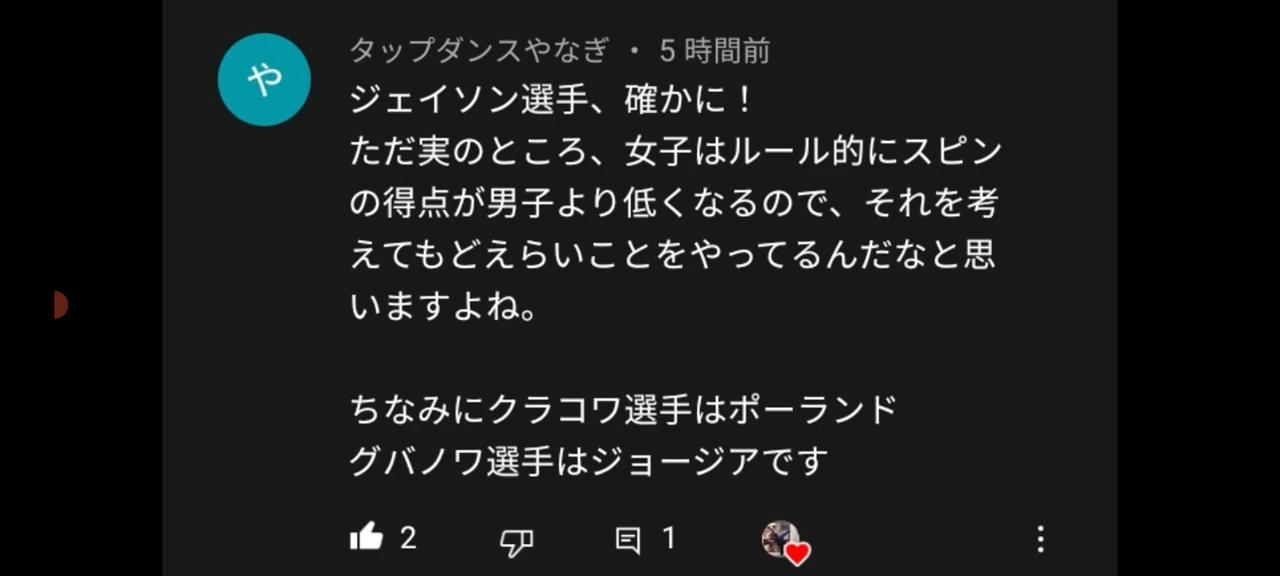 や
タップダンスやなぎ ・ 5 時間前
ジェイソン選手、確かに！
ただ実のところ、女子はルール的にスピン
の得点が男子より低くなるので、それを考
えてもどえらいことをやってるんだなと思
いますよね。
ちなみにクラコワ選手はポーランド
グバノワ選手はジョージアです
2
1